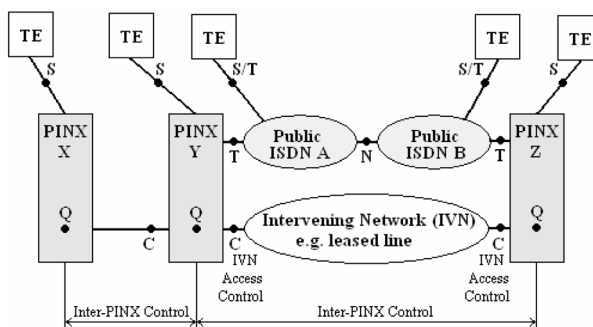 TE
TE
TE
TE
TE
S
S
S/T
S/T
S
PINX
X
PINX
Y
Public
ISDN A
Public
ISDN B
PINX
Z
T
N
T
Q
Q
Intervening Network (IVN)
e.g. leased line
Q
C
C
C
IVN
Access
Control
IVN
Access
Control
Inter-PINX Control
Inter-PINX Control